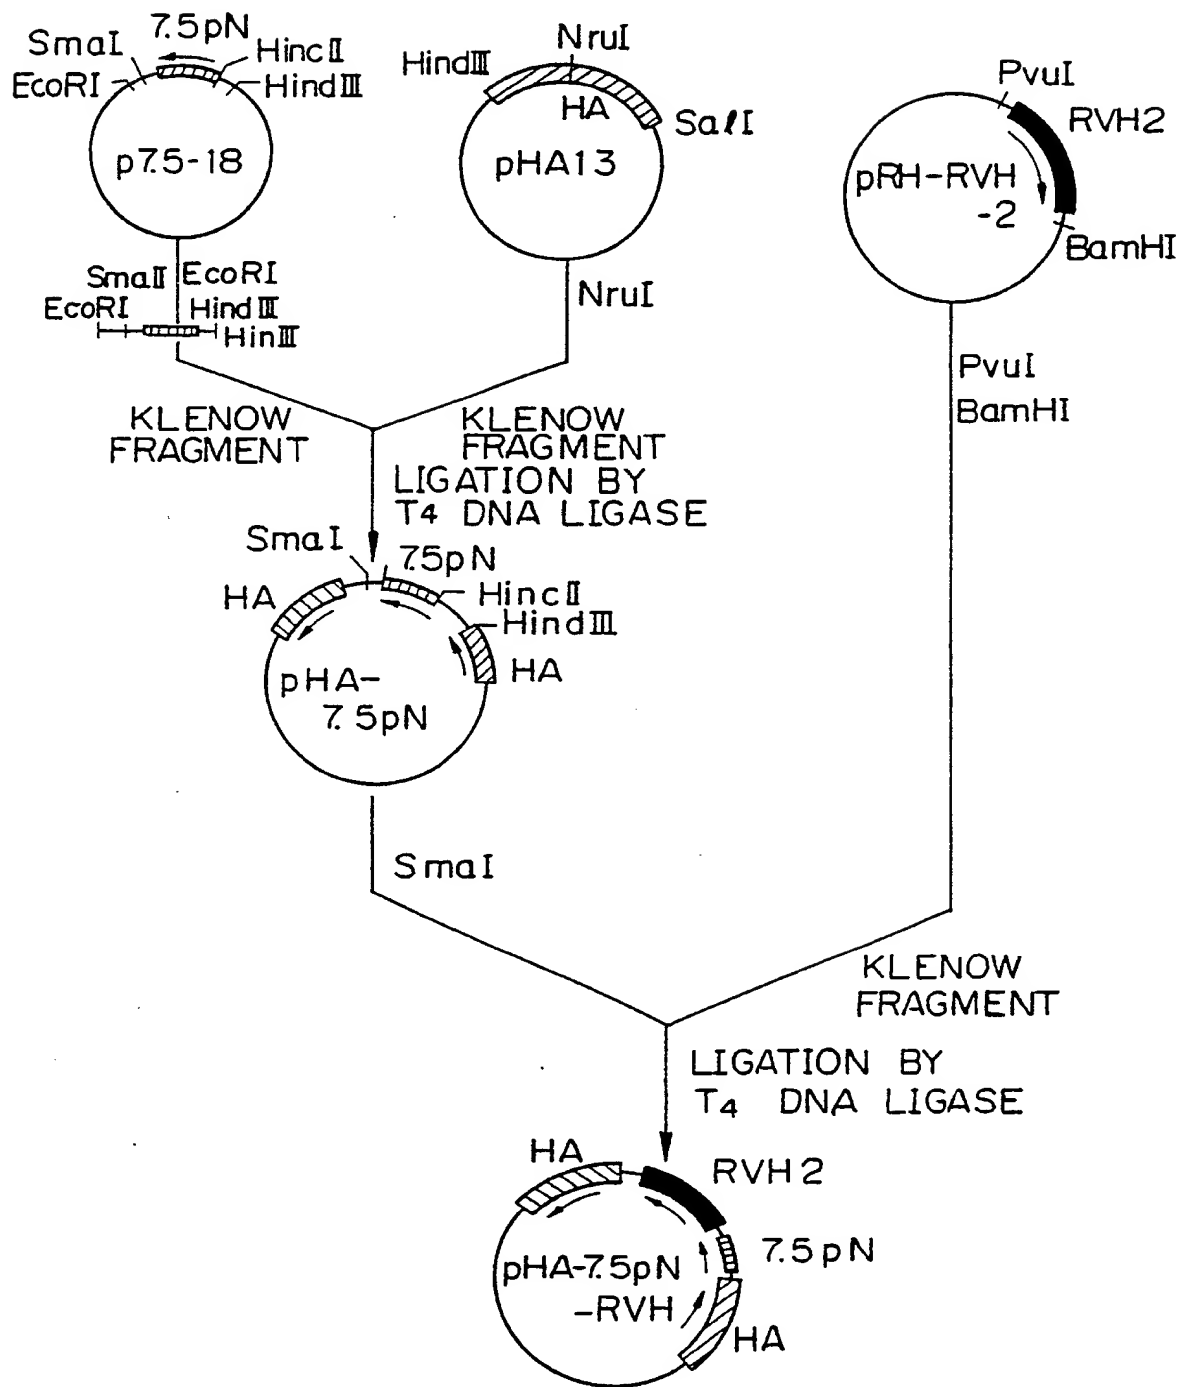 7.5pN
SmaI
HincⅡ
EcoRI
HindⅢ
p7.5-18
HindⅢ
NruI
HA
SalI
pHA13
PvuI
RVH2
pRH-RVH
-2
BamHI
SmaⅡ
EcoRI
EcoRI
HindⅢ
HinⅢ
NruI
PvuI
BamHI
KLENOW
FRAGMENT
KLENOW
FRAGMENT
LIGATION BY
T4 DNA LIGASE
SmaI
7.5pN
HA
HincⅡ
HindⅢ
HA
pHA-
7.5pN
SmaI
KLENOW
FRAGMENT
LIGATION BY
T4 DNA LIGASE
HA
RVH2
7.5pN
pHA-7.5pN
-RVH
HA